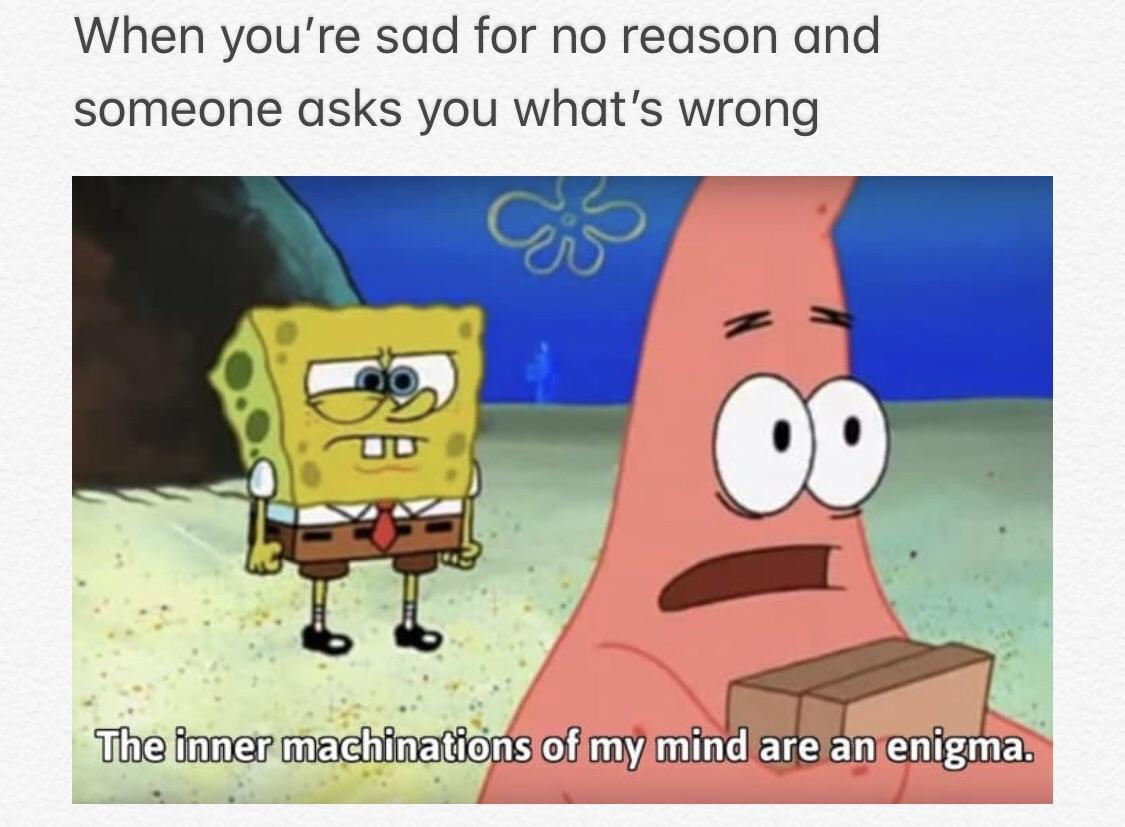 When you’re sad for no reason and
someone asks you what’s wrong
The inner machinations of my mind are an enigma.